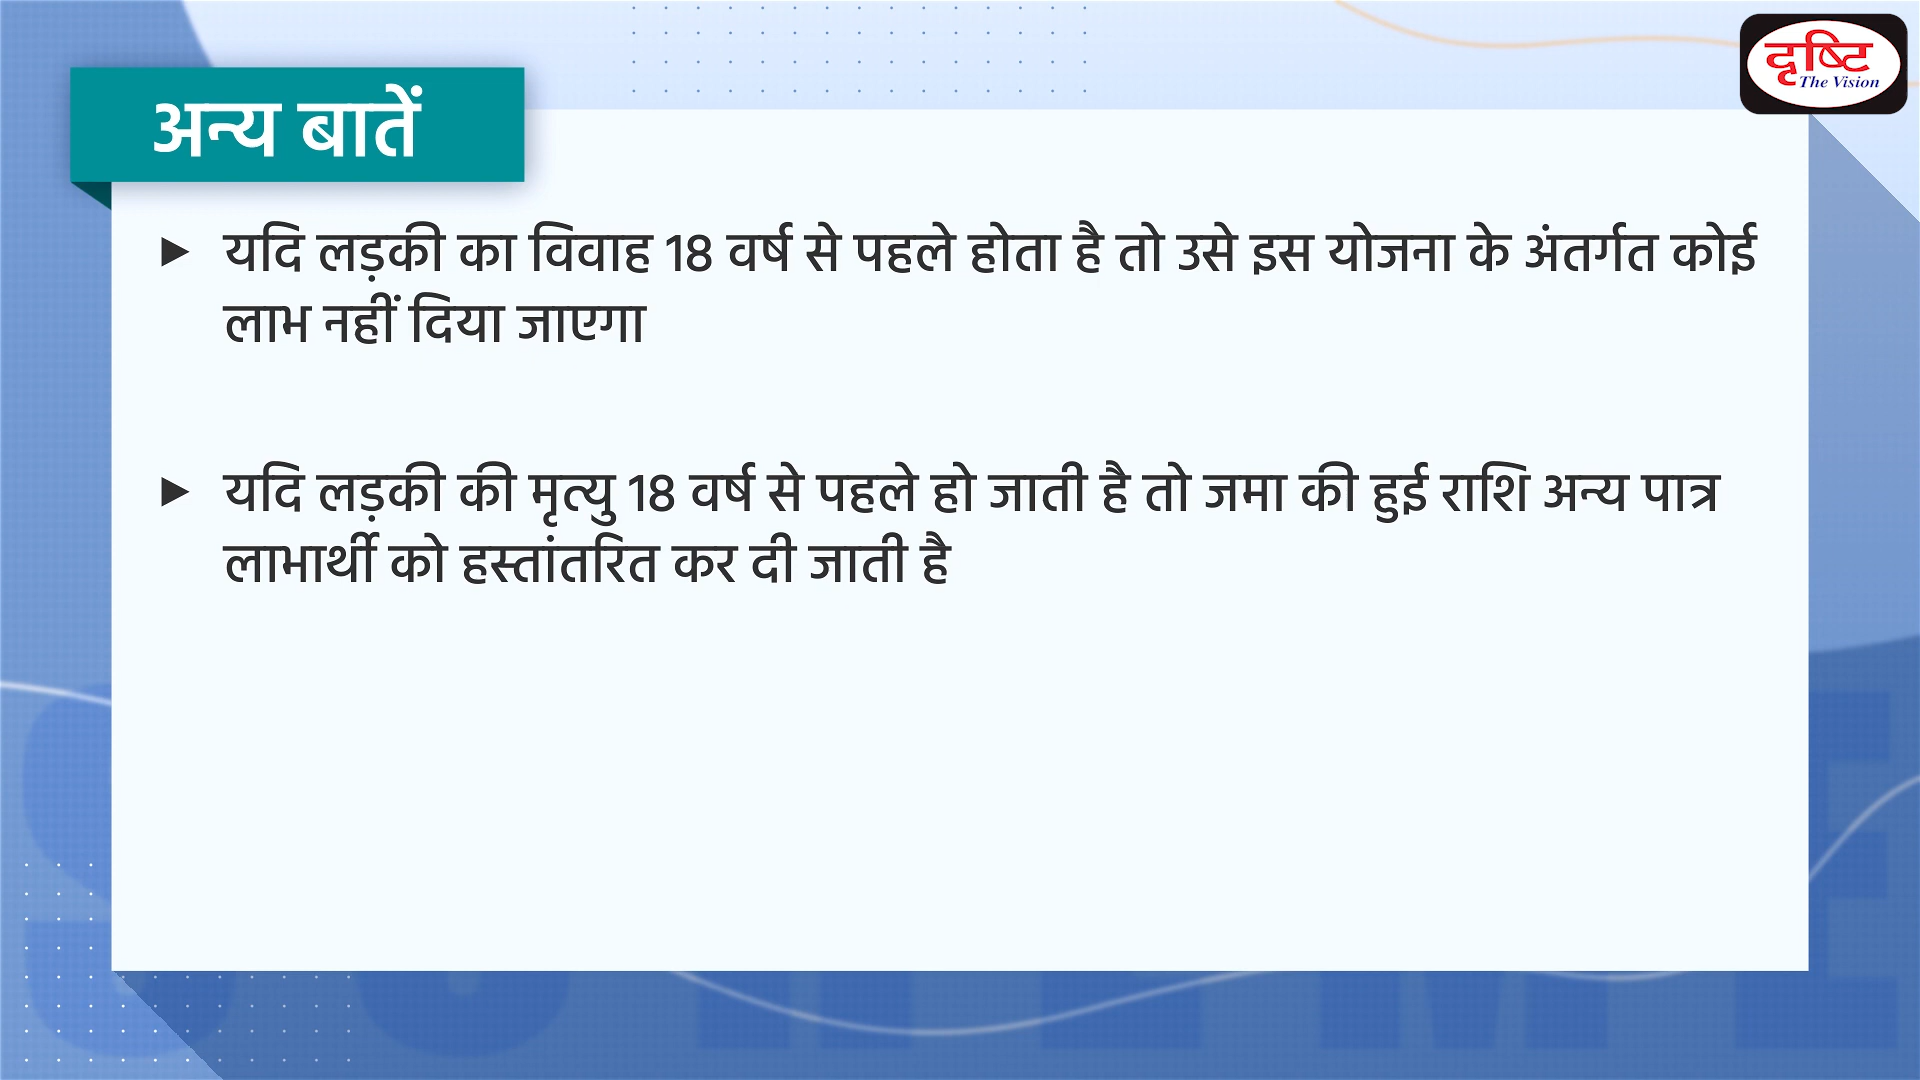 दृष्टि
The Vision
अन्य बातें
► यदि लड़की का विवाह 18 वर्ष से पहले होता है तो उसे इस योजना के अंतर्गत कोई
लाभ नहीं दिया जाएगा
► यदि लड़की की मृत्यु 18 वर्ष से पहले हो जाती है तो जमा की हुई राशि अन्य पात्र
लाभार्थी को हस्तांतरित कर दी जाती है